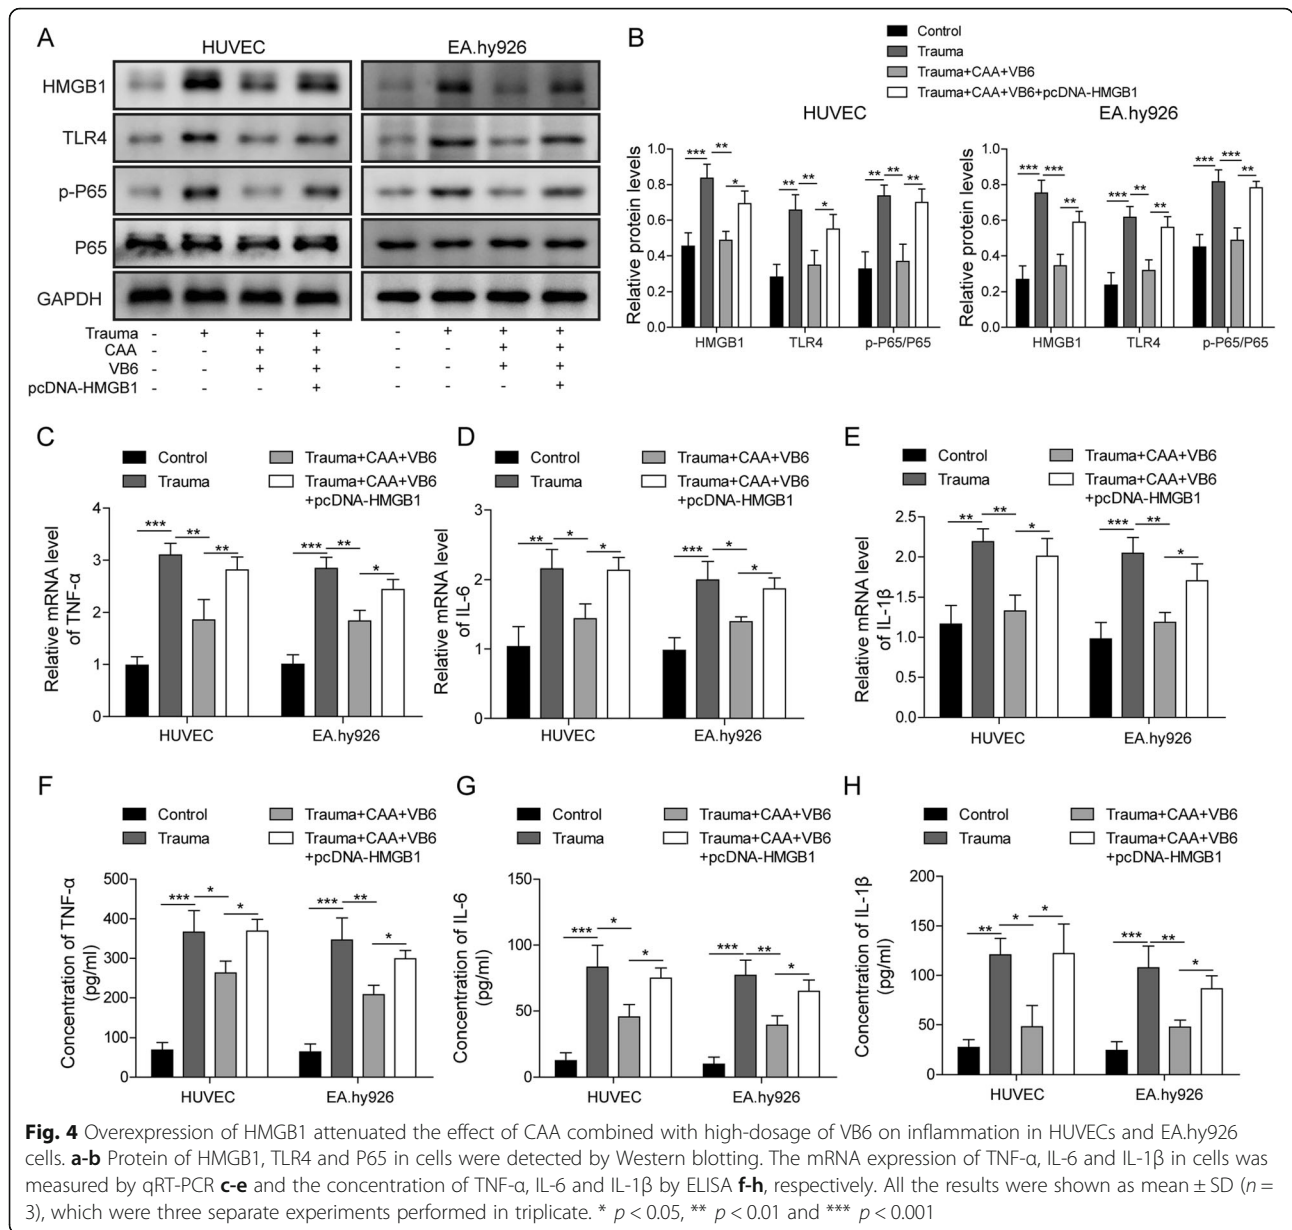 A
HUVEC
EA.hy926
HMGB1
TLR4
p-P65
P65
GAPDH
Trauma - + + + - + + +
CAA - - + + - - + +
VB6 - - + + - - + +
pcDNA-HMGB1 - - - + - - - +
B
Control
Trauma
Trauma+CAA+VB6
Trauma+CAA+VB6+pcDNA-HMGB1
HUVEC
Relative protein levels
1.0
0.8
0.6
0.4
0.2
0.0
*** ** *
** ** *
** ** **
HMGB1 TLR4 p-P65/P65
EA.hy926
Relative protein levels
1.0
0.8
0.6
0.4
0.2
0.0
*** *** **
*** ** **
*** *** **
HMGB1 TLR4 p-P65/P65
C
Control
Trauma
Trauma+CAA+VB6
Trauma+CAA+VB6
+pcDNA-HMGB1
Relative mRNA level
of TNF-α
4
3
2
1
0
*** ** **
*** ** *
HUVEC EA.hy926
D
Control
Trauma
Trauma+CAA+VB6
Trauma+CAA+VB6
+pcDNA-HMGB1
Relative mRNA level
of IL-6
3
2
1
0
** * *
*** * *
HUVEC EA.hy926
E
Control
Trauma
Trauma+CAA+VB6
Trauma+CAA+VB6
+pcDNA-HMGB1
Relative mRNA level
of IL-1β
2.5
2.0
1.5
1.0
0.5
0.0
** ** *
*** ** *
HUVEC EA.hy926
F
Control
Trauma
Trauma+CAA+VB6
Trauma+CAA+VB6
+pcDNA-HMGB1
Concentration of TNF-α
(pg/ml)
500
400
300
200
100
0
*** * *
*** ** *
HUVEC EA.hy926
G
Control
Trauma
Trauma+CAA+VB6
Trauma+CAA+VB6
+pcDNA-HMGB1
Concentration of IL-6
(pg/ml)
150
100
50
0
*** * *
*** ** *
HUVEC EA.hy926
H
Control
Trauma
Trauma+CAA+VB6
Trauma+CAA+VB6
+pcDNA-HMGB1
Concentration of IL-1β
(pg/ml)
200
150
100
50
0
** * *
*** ** *
HUVEC EA.hy926
Fig. 4 Overexpression of HMGB1 attenuated the effect of CAA combined with high-dosage of VB6 on inflammation in HUVECs and EA.hy926
cells. a-b Protein of HMGB1, TLR4 and P65 in cells were detected by Western blotting. The mRNA expression of TNF-α, IL-6 and IL-1β in cells was
measured by qRT-PCR c-e and the concentration of TNF-α, IL-6 and IL-1β by ELISA f-h, respectively. All the results were shown as mean ± SD (n =
3), which were three separate experiments performed in triplicate. * p < 0.05, ** p < 0.01 and *** p < 0.001